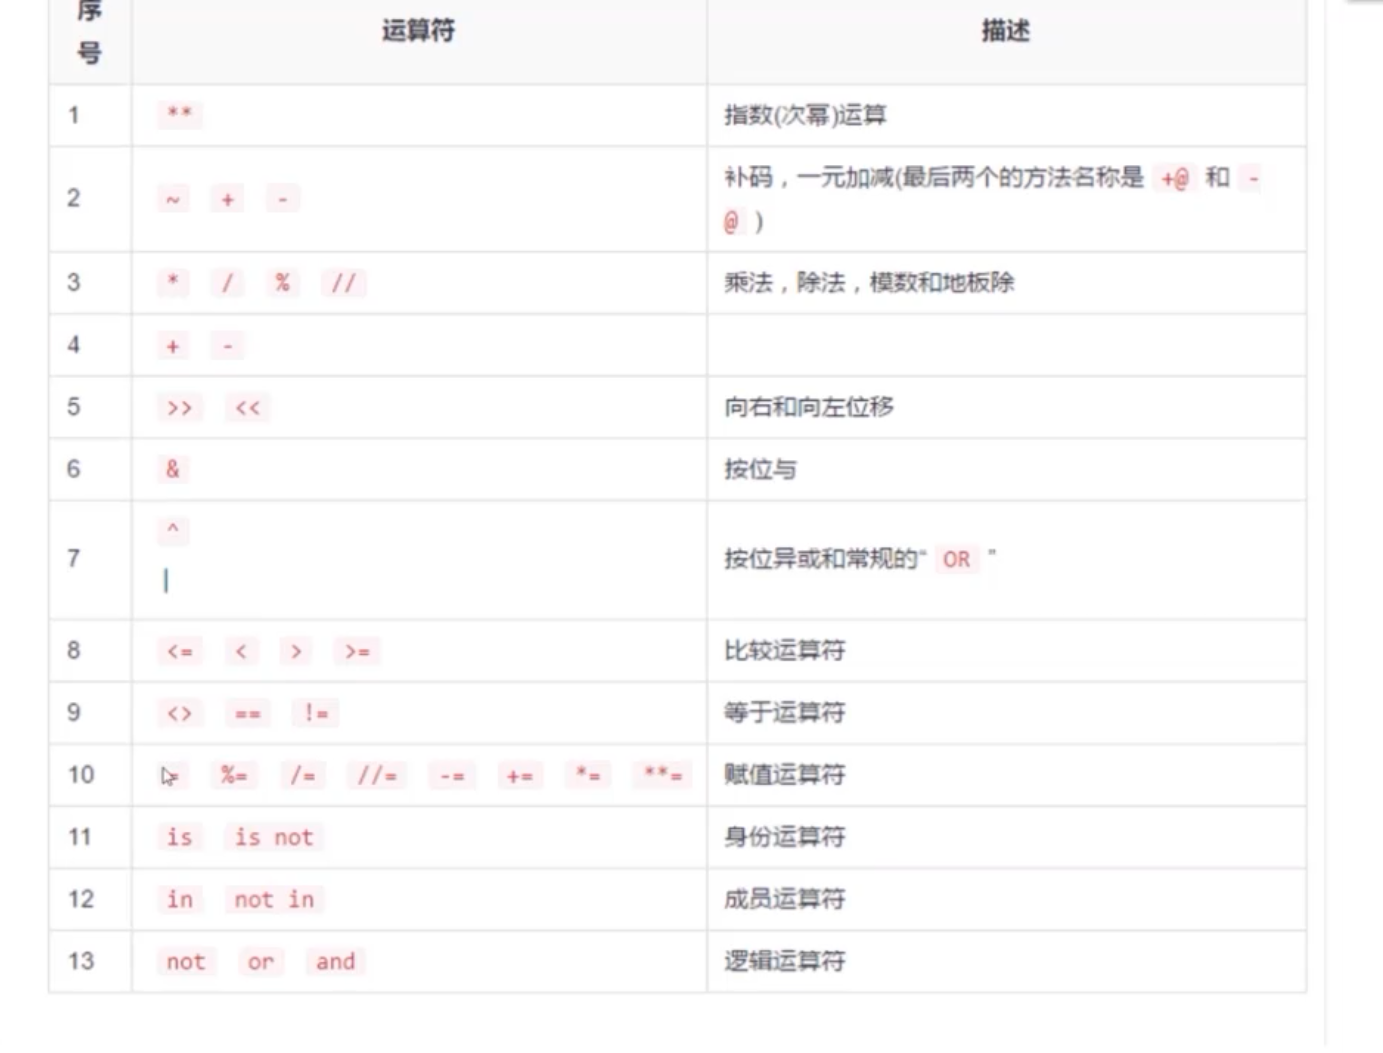 序号 运算符 描述
1 ** 指数(次幂)运算
2 ~ + - 补码，一元加减(最后两个的方法名称是 +@ 和 -
@ )
3 * / % // 乘法，除法，模数和地板除
4 + -
5 >> << 向右和向左位移
6 & 按位与
7 ^ | 按位异或和常规的“ OR ”
8 <= < > >= 比较运算符
9 <> == != 等于运算符
10 = %= /= //= -= += *= **= 赋值运算符
11 is is not 身份运算符
12 in not in 成员运算符
13 not or and 逻辑运算符